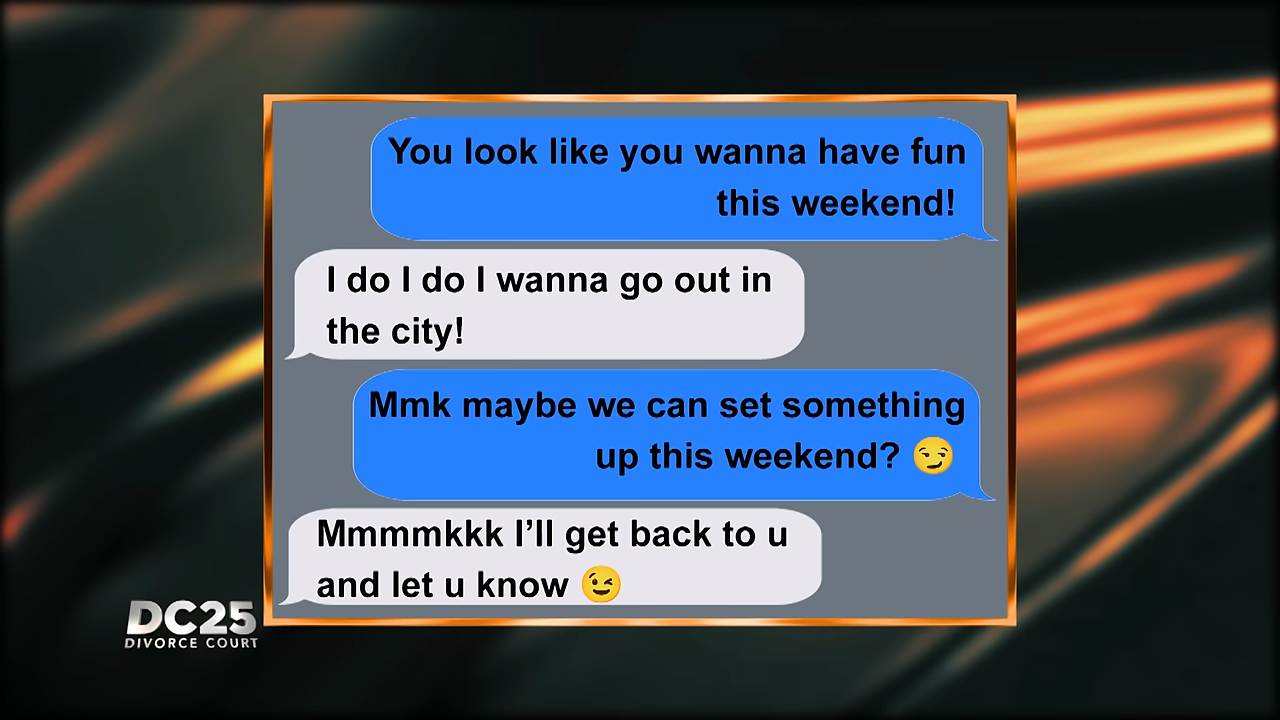 You look like you wanna have fun
this weekend!
I do I do I wanna go out in
the city!
Mmk maybe we can set something
up this weekend? 😏
Mmmmkkk I’ll get back to u
and let u know 😉
DC25
DIVORCE COURT